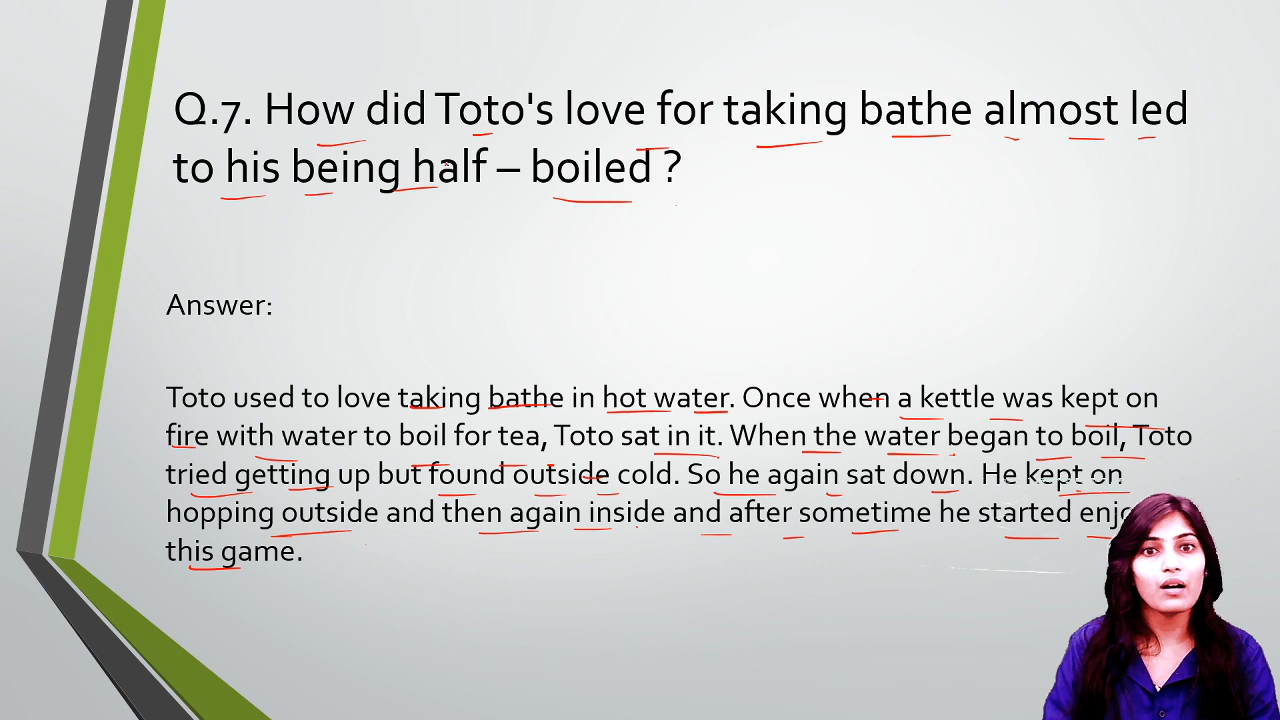 Q.7. How did Toto's love for taking bathe almost led
to his being half – boiled ?
Answer:
Toto used to love taking bathe in hot water. Once when a kettle was kept on
fire with water to boil for tea, Toto sat in it. When the water began to boil, Toto
tried getting up but found outside cold. So he again sat down. He kept on
hopping outside and then again inside and after sometime he started
this game.